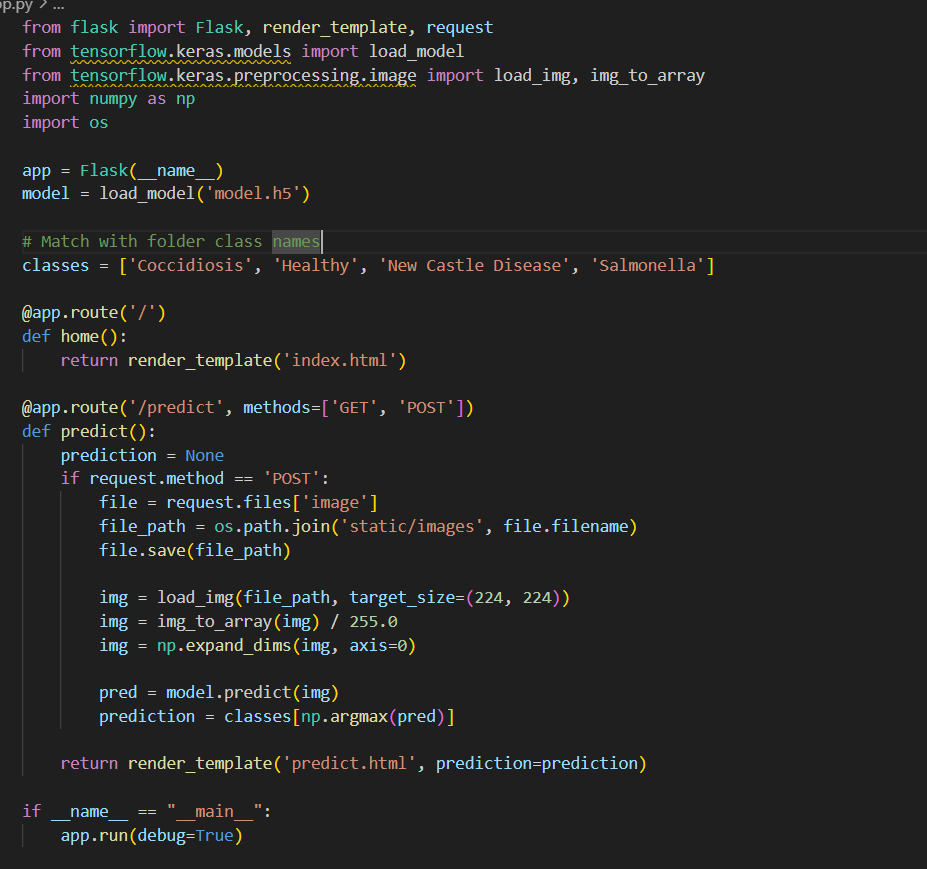 op.py > ...
from flask import Flask, render_template, request
from tensorflow.keras.models import load_model
from tensorflow.keras.preprocessing.image import load_img, img_to_array
import numpy as np
import os
app = Flask(__name__)
model = load_model('model.h5')
# Match with folder class names
classes = ['Coccidiosis', 'Healthy', 'New Castle Disease', 'Salmonella']
@app.route('/')
def home():
    return render_template('index.html')
@app.route('/predict', methods=['GET', 'POST'])
def predict():
    prediction = None
    if request.method == 'POST':
        file = request.files['image']
        file_path = os.path.join('static/images', file.filename)
        file.save(file_path)
        img = load_img(file_path, target_size=(224, 224))
        img = img_to_array(img) / 255.0
        img = np.expand_dims(img, axis=0)
        pred = model.predict(img)
        prediction = classes[np.argmax(pred)]
    return render_template('predict.html', prediction=prediction)
if __name__ == "__main__":
    app.run(debug=True)